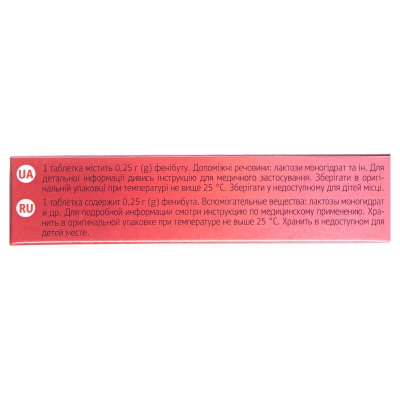 UA
1 таблетка містить 0,25 г (g) фенібуту. Допоміжні речовини: лактози моногідрат та ін. Для
детальної інформації дивись інструкцію для медичного застосування. Зберігати в оригі-
нальній упаковці при температурі не вище 25 °С. Зберігати у недоступному для дітей місці.
RU
1 таблетка содержит 0,25 г (g) фенибута. Вспомогательные вещества: лактозы моногидрат
и др. Для подробной информации смотри инструкцию по медицинскому применению. Хра-
нить в оригинальной упаковке при температуре не выше 25 °С. Хранить в недоступном для
детей месте.